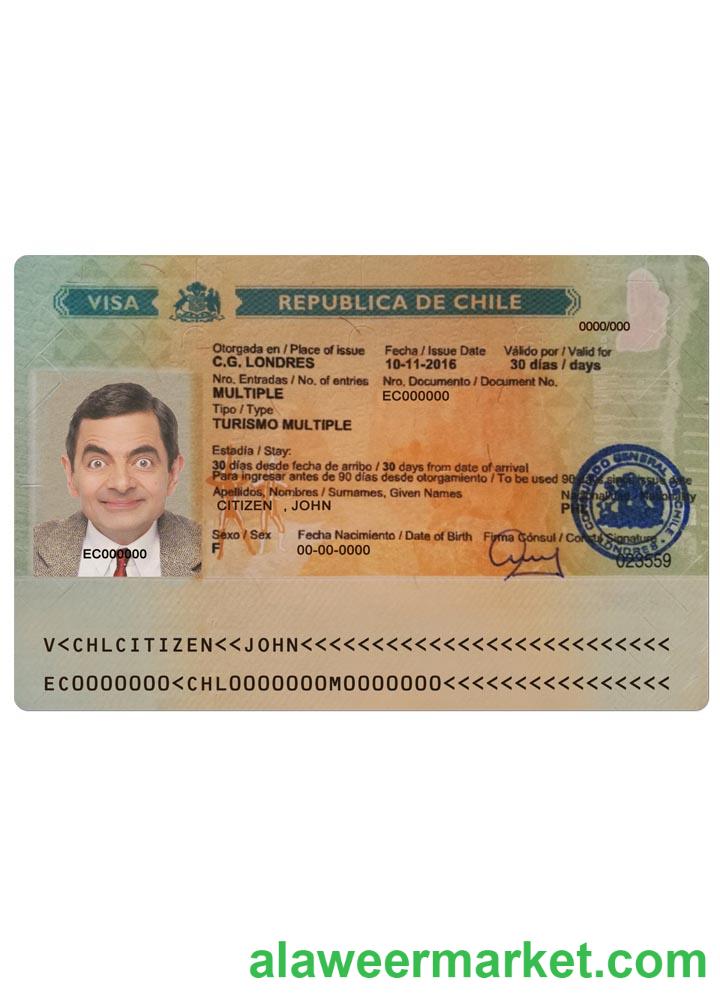 VISA REPUBLICA DE CHILE
0000/000
Otorgada en / Place of issue Fecha / Issue Date Válido por / Valid for
C.G. LONDRES 10-11-2016 30 días / days
Nro. Entradas / No. of entries Nro. Documento / Document No.
MULTIPLE EC000000
Tipo / Type
TURISMO MULTIPLE
Estadía / Stay:
30 días desde fecha de arribo / 30 days from date of arrival
Para ingresar antes de 90 días desde otorgamiento / To be used 90 days since issue date
Apellidos, Nombres / Surnames, Given Names
CITIZEN , JOHN
Sexo / Sex Fecha Nacimiento / Date of Birth Firma Cónsul / Consul Signature
F 00-00-0000
023559
EC000000
CONSULADO GENERAL DE CHILE
LONDRES
V<CHLCITIZEN<<JOHN<<<<<<<<<<<<<<<<<<<<<<<<<<
EC0000000<CHL0000000M0000000<<<<<<<<<<<<<<<<
alaweermarket.com